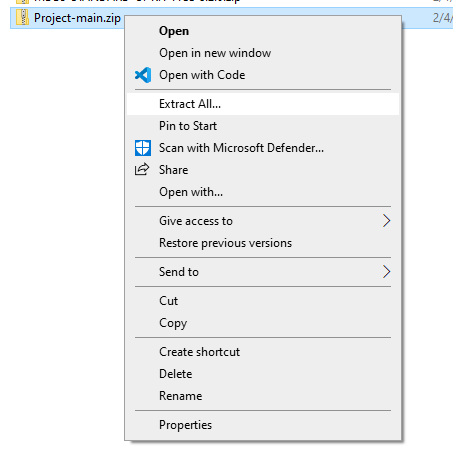 Project-main.zip
2/4/
Open
Open in new window
Open with Code
Extract All...
Pin to Start
Scan with Microsoft Defender...
Share
Open with...
Give access to
Restore previous versions
Send to
Cut
Copy
Create shortcut
Delete
Rename
Properties